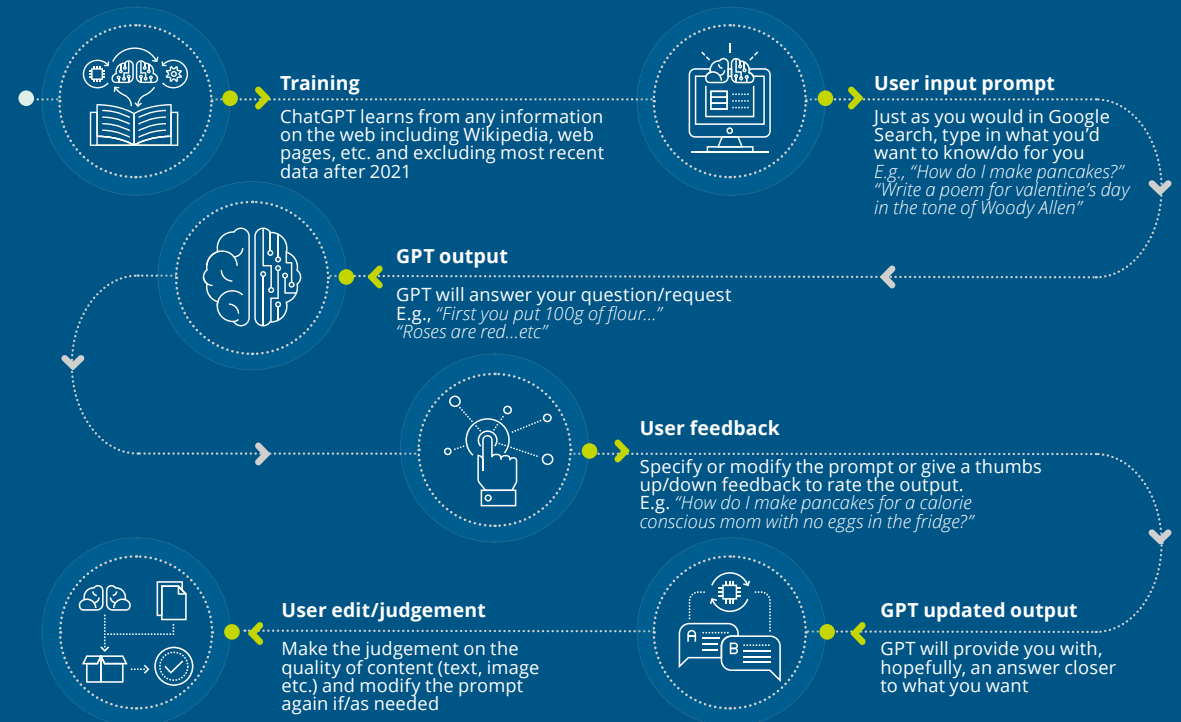 Training
ChatGPT learns from any information
on the web including Wikipedia, web
pages, etc. and excluding most recent
data after 2021
User input prompt
Just as you would in Google
Search, type in what you’d
want to know/do for you
E.g., “How do I make pancakes?”
“Write a poem for valentine’s day
in the tone of Woody Allen”
GPT output
GPT will answer your question/request
E.g., “First you put 100g of flour...”
“Roses are red...etc”
User feedback
Specify or modify the prompt or give a thumbs
up/down feedback to rate the output.
E.g. “How do I make pancakes for a calorie
conscious mom with no eggs in the fridge?”
GPT updated output
GPT will provide you with,
hopefully, an answer closer
to what you want
A
B
User edit/judgement
Make the judgement on the
quality of content (text, image
etc.) and modify the prompt
again if/as needed